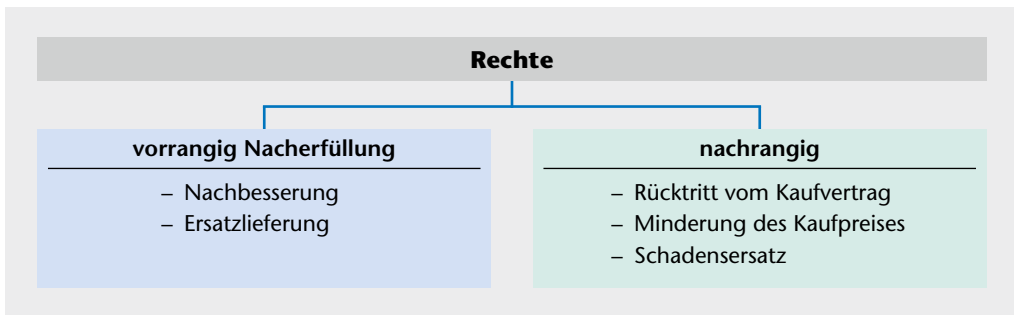 Rechte
vorrangig Nacherfüllung
– Nachbesserung
– Ersatzlieferung
nachrangig
– Rücktritt vom Kaufvertrag
– Minderung des Kaufpreises
– Schadensersatz